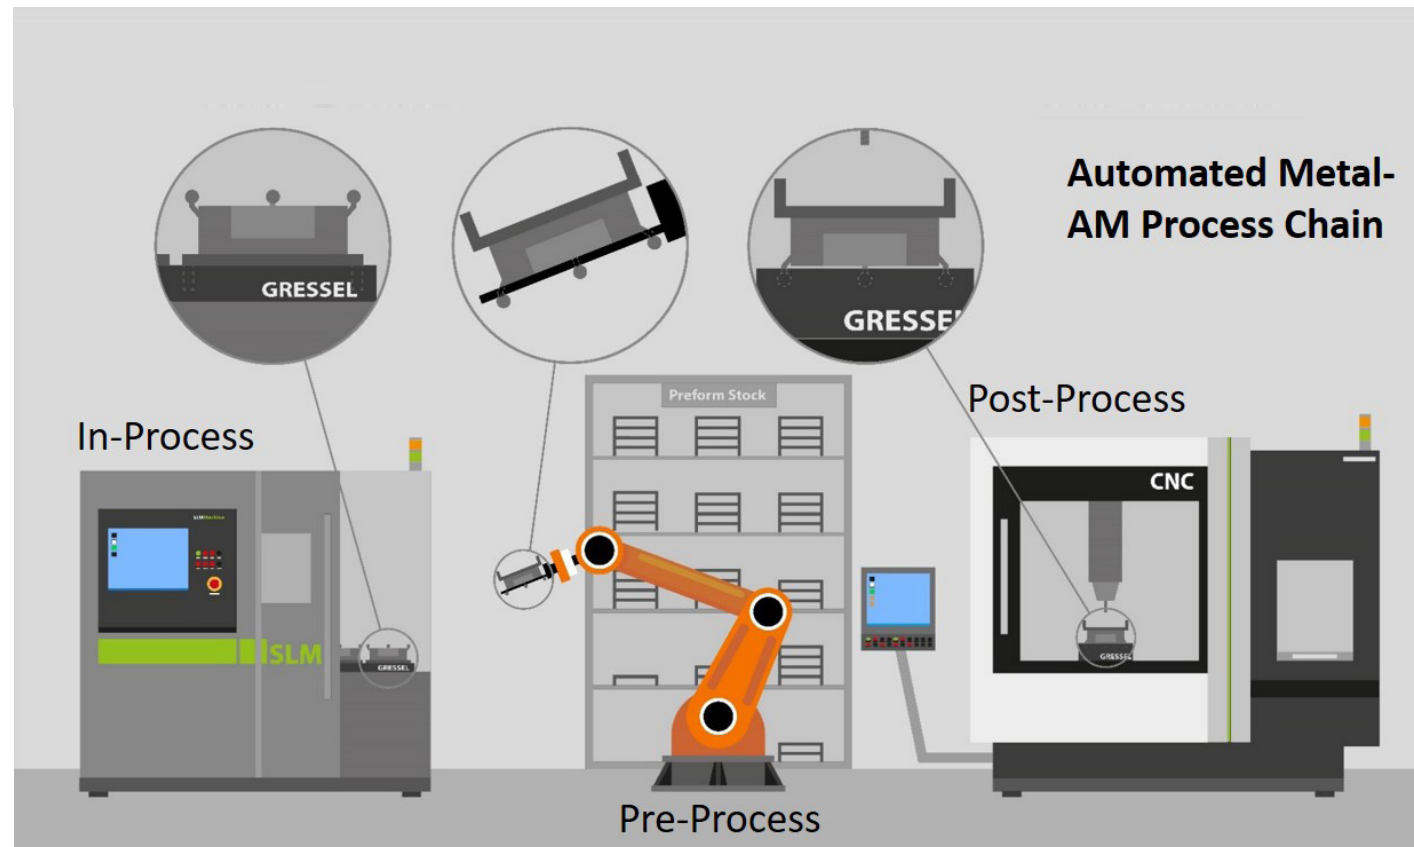 Automated Metal-
AM Process Chain
GRESSEL
GRESSE
Preform Stock
Post-Process
In-Process
CNC
SLM
GRESSEL
GRESSEL
Pre-Process